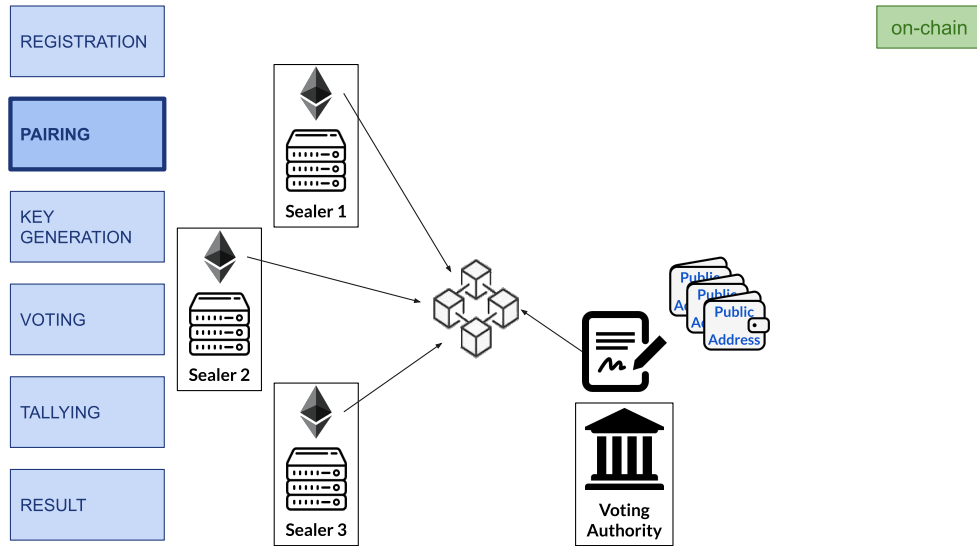 REGISTRATION
on-chain
PAIRING
KEY
GENERATION
VOTING
TALLYING
RESULT
Sealer 1
Sealer 2
Sealer 3
Public
Ad
Public
A
Public
Address
Voting
Authority